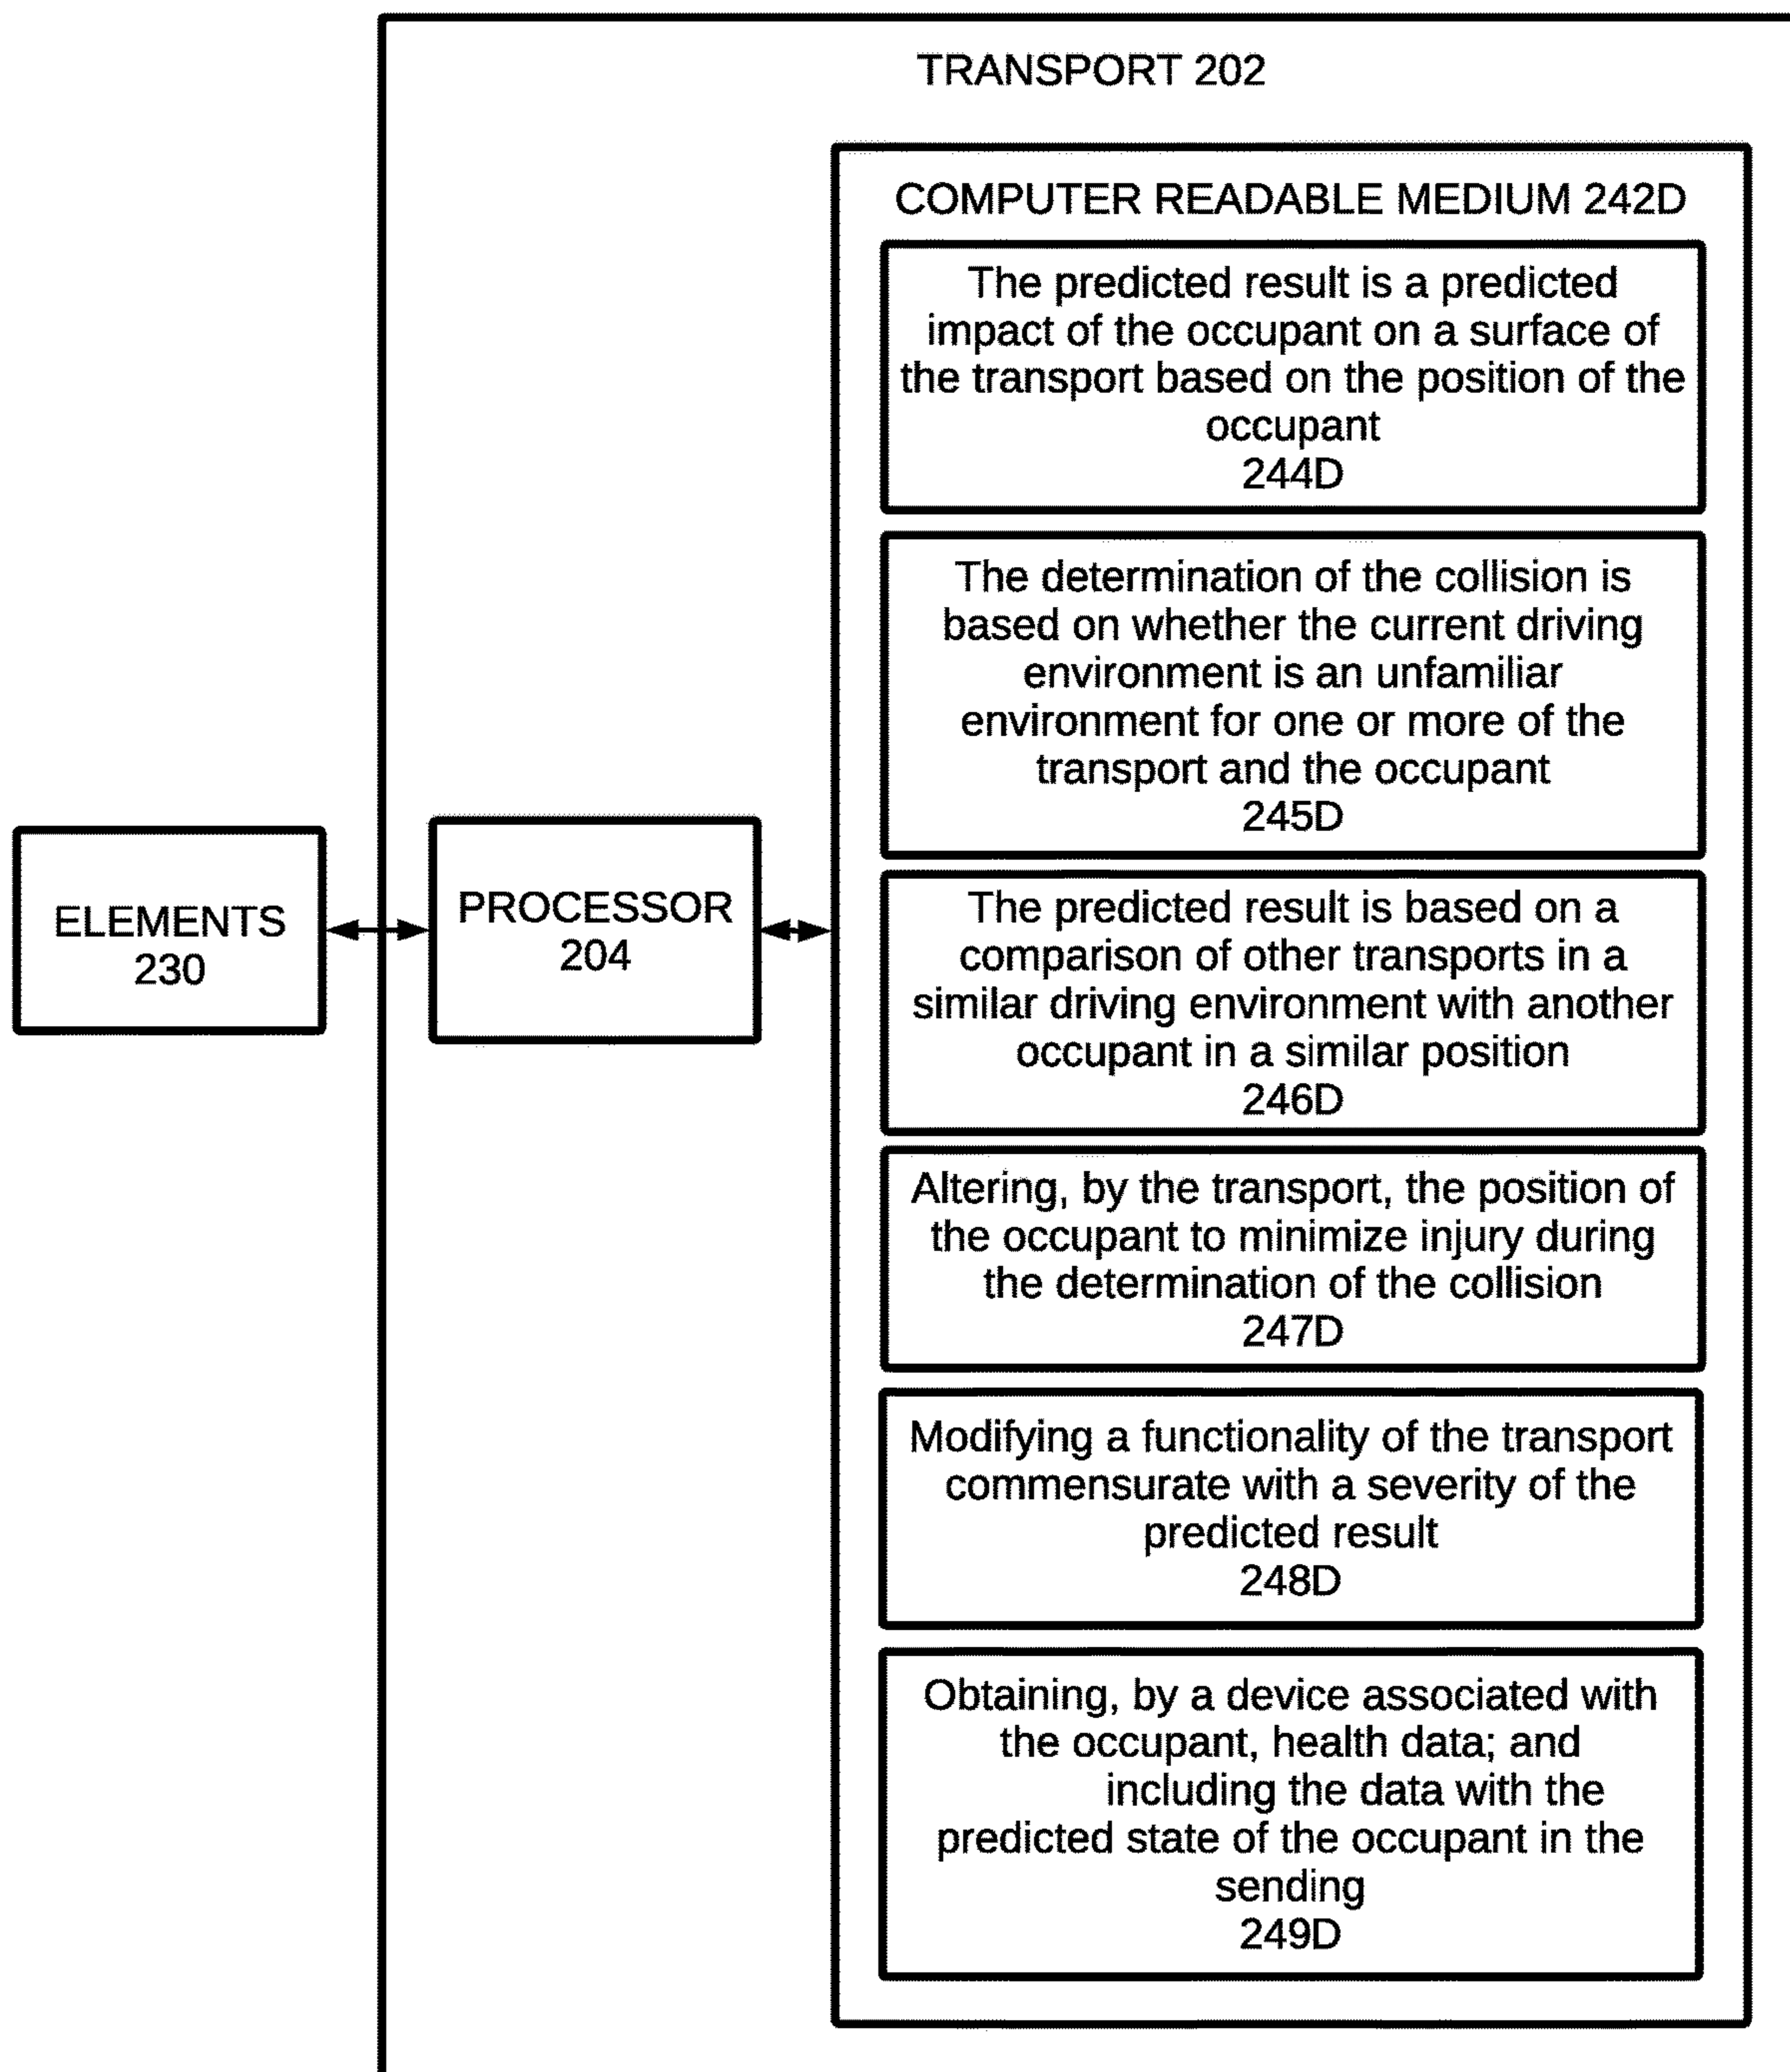 TRANSPORT 202
COMPUTER READABLE MEDIUM 242D
The predicted result is a predicted
impact of the occupant on a surface of
the transport based on the position of the
occupant
244D
The determination of the collision is
based on whether the current driving
environment is an unfamiliar
environment for one or more of the
transport and the occupant
245D
ELEMENTS
230
PROCESSOR
204
The predicted result is based on a
comparison of other transports in a
similar driving environment with another
occupant in a similar position
246D
Altering, by the transport, the position of
the occupant to minimize injury during
the determination of the collision
247D
Modifying a functionality of the transport
commensurate with a severity of the
predicted result
248D
Obtaining, by a device associated with
the occupant, health data; and
including the data with the
predicted state of the occupant in the
sending
249D